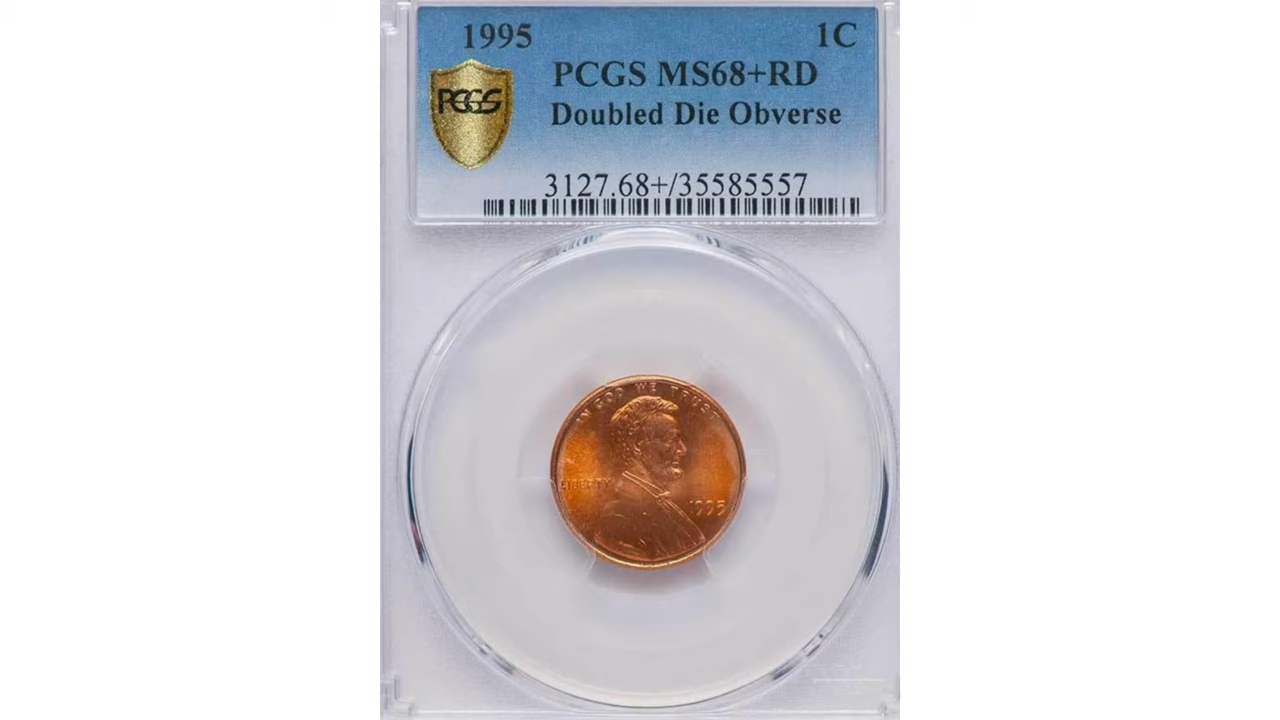 1995 1C
PCGS MS68+RD
PCGS
Doubled Die Obverse
3127.68+/35585557
IN GOD WE TRUST
LIBERTY
1995